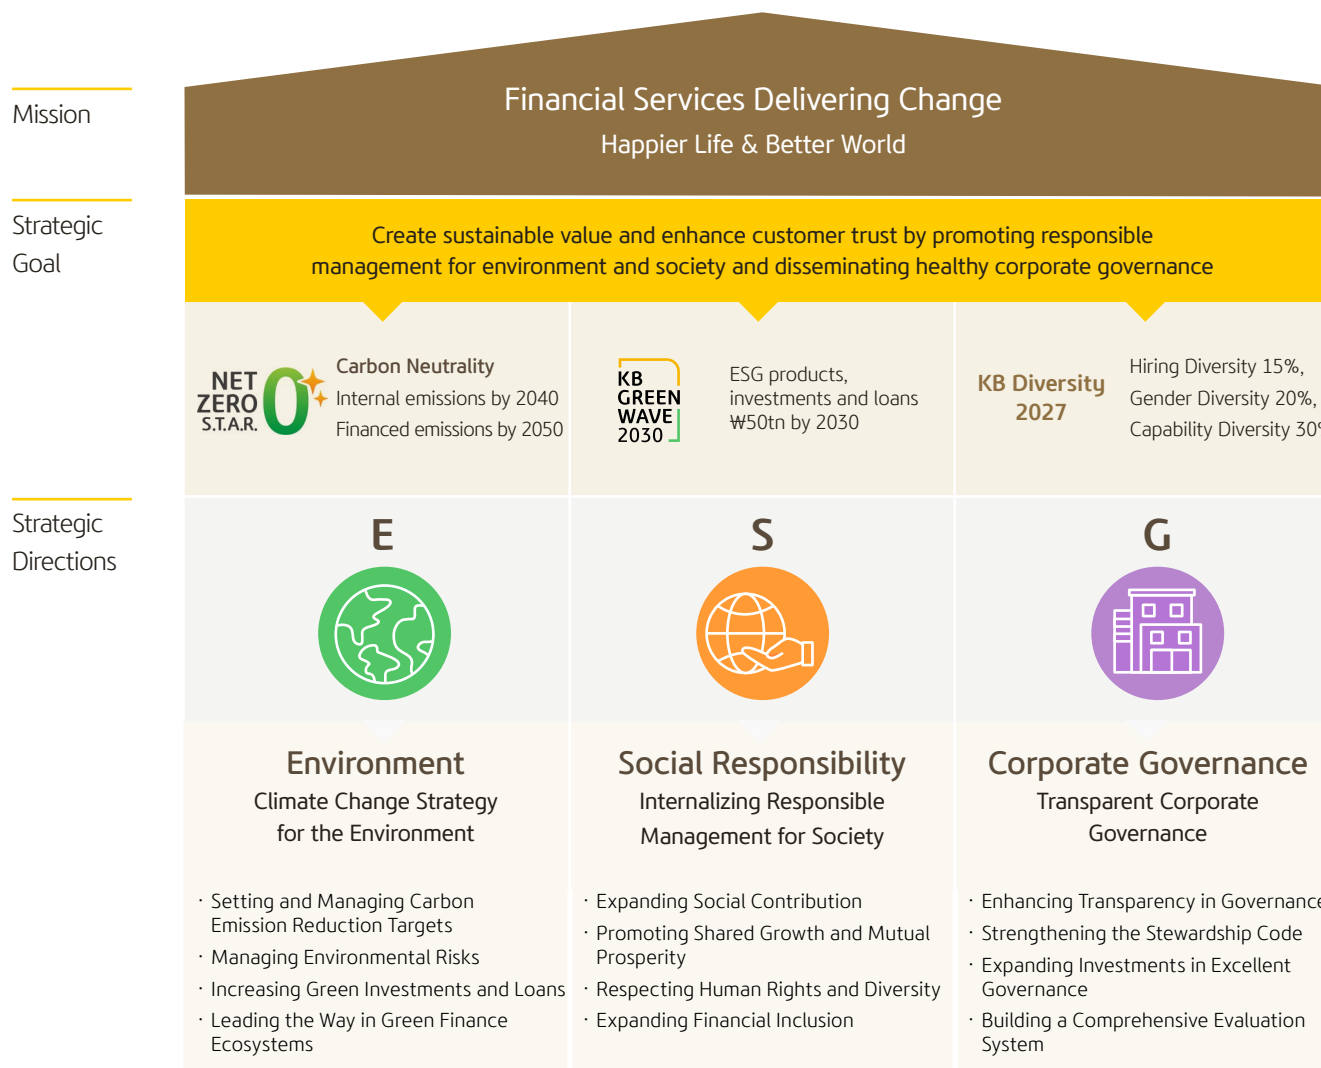 Mission
Financial Services Delivering Change
Happier Life & Better World
Strategic
Goal
Create sustainable value and enhance customer trust by promoting responsible
management for environment and society and disseminating healthy corporate governance
NET
ZERO
S.T.A.R.
0
Carbon Neutrality
Internal emissions by 2040
Financed emissions by 2050
KB
GREEN
WAVE
2030
ESG products,
investments and loans
₩50tn by 2030
KB Diversity
2027
Hiring Diversity 15%,
Gender Diversity 20%,
Capability Diversity 30%
Strategic
Directions
E
S
G
Environment
Climate Change Strategy
for the Environment
· Setting and Managing Carbon
Emission Reduction Targets
· Managing Environmental Risks
· Increasing Green Investments and Loans
· Leading the Way in Green Finance
Ecosystems
Social Responsibility
Internalizing Responsible
Management for Society
· Expanding Social Contribution
· Promoting Shared Growth and Mutual
Prosperity
· Respecting Human Rights and Diversity
· Expanding Financial Inclusion
Corporate Governance
Transparent Corporate
Governance
· Enhancing Transparency in Governance
· Strengthening the Stewardship Code
· Expanding Investments in Excellent
Governance
· Building a Comprehensive Evaluation
System